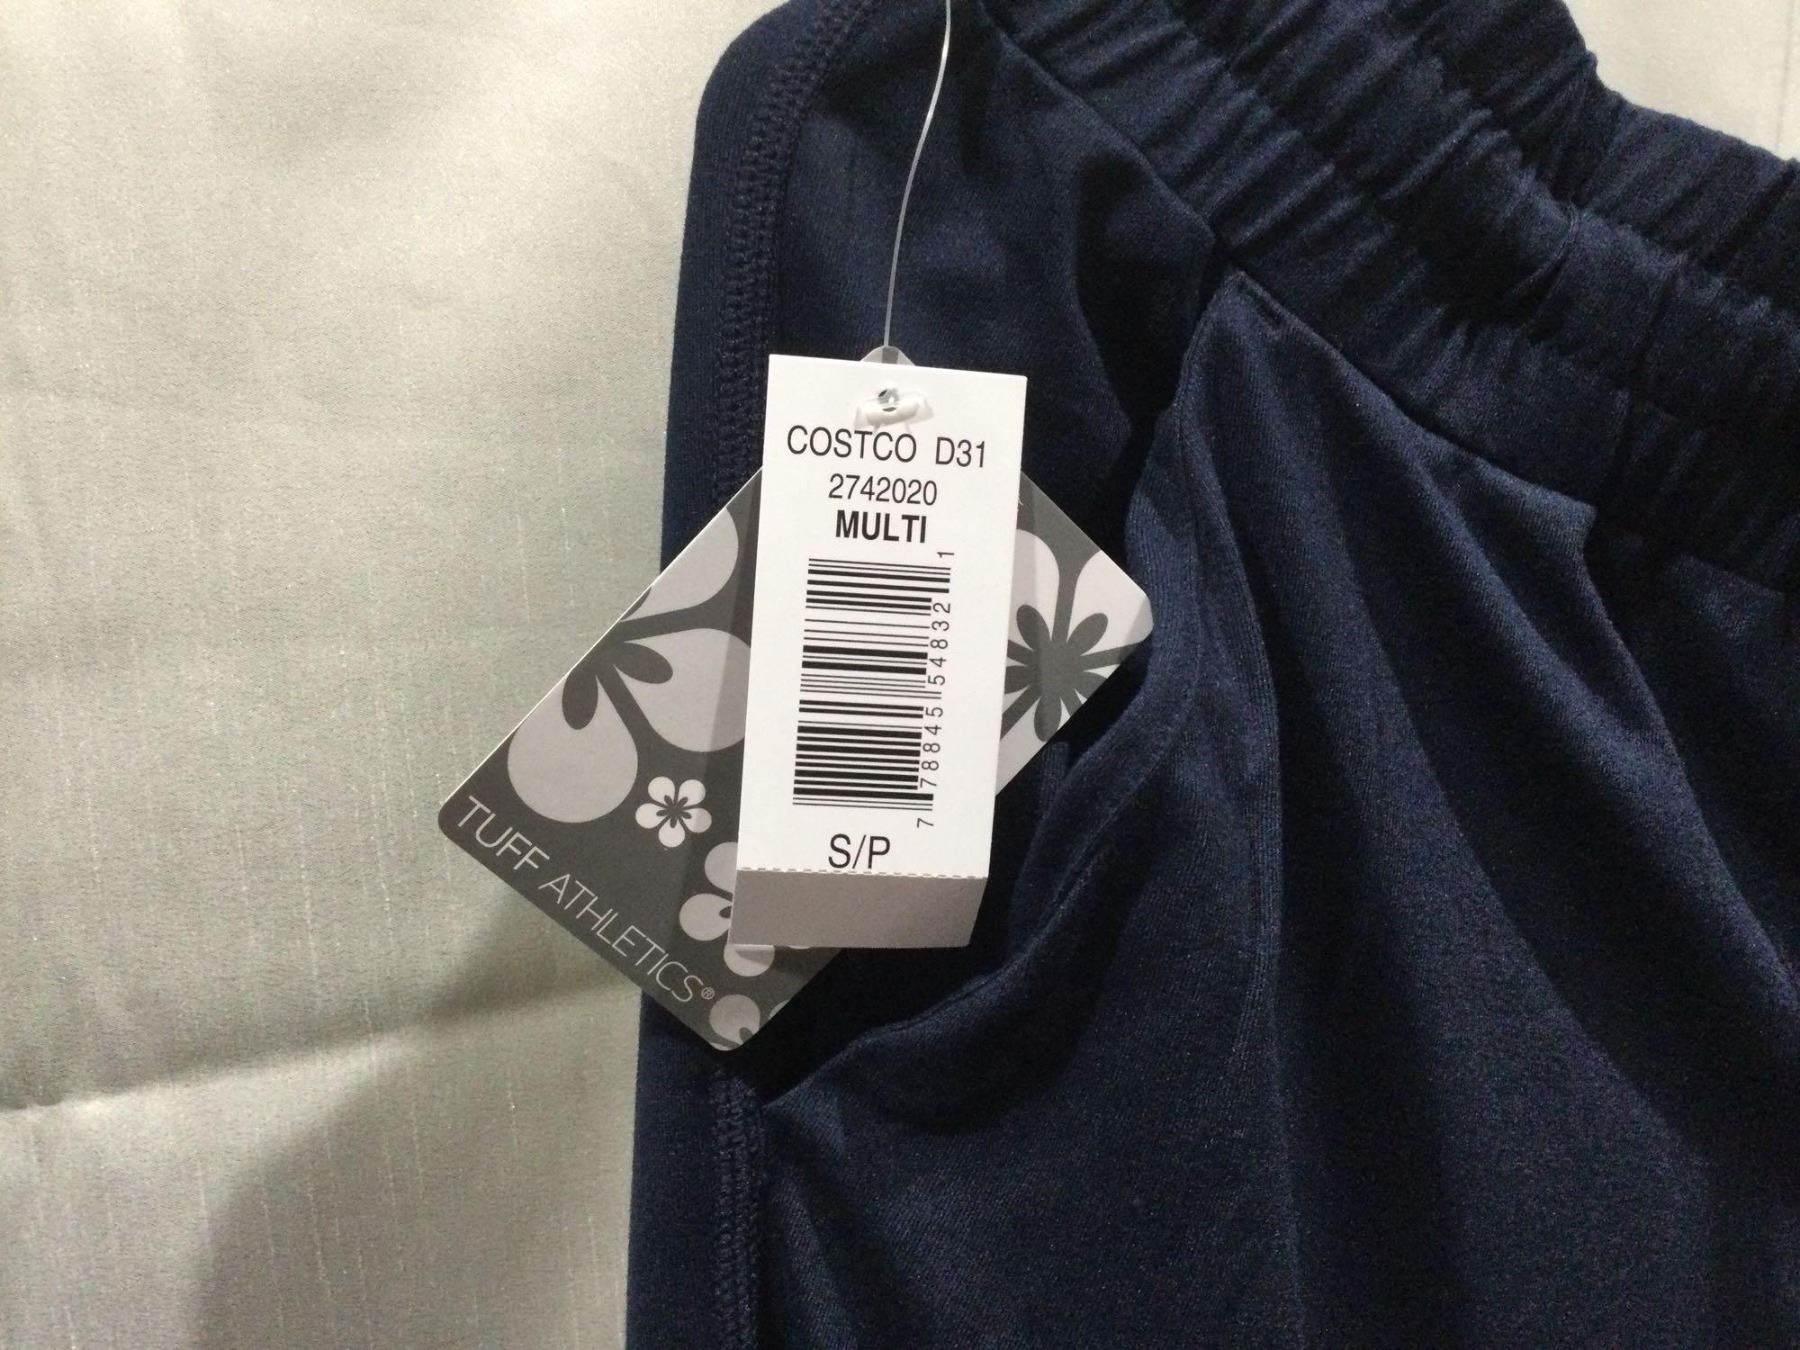 COSTCO D31
2742020
MULTI
7 78845 54832 1
S/P
TUFF ATHLETICS®